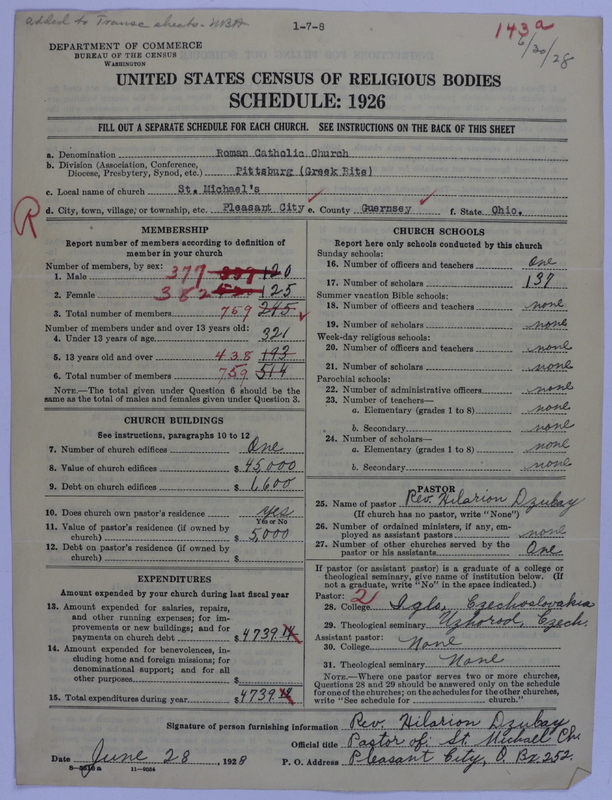 added to Transc sheets - 
1-7-8
143a
6/30/28
DEPARTMENT OF COMMERCE
BUREAU OF THE CENSUS
WASHINGTON
UNITED STATES CENSUS OF RELIGIOUS BODIES
SCHEDULE: 1926
FILL OUT A SEPARATE SCHEDULE FOR EACH CHURCH. SEE INSTRUCTIONS ON THE BACK OF THIS SHEET
a. Denomination Roman Catholic Church
b. Division (Association, Conference,
Diocese, Presbytery, Synod, etc.) Pittsburg (Greek Rite)
c. Local name of church St. Michael's
R
d. City, town, village, or township, etc. Pleasant City e. County Guernsey f. State Ohio.
MEMBERSHIP
Report number of members according to definition of
member in your church
Number of members, by sex:
1. Male 377 120
2. Female 382 125
3. Total number of members 759 245
Number of members under and over 13 years old:
4. Under 13 years of age 321
5. 13 years old and over 438 193
6. Total number of members 759 514
NOTE.—The total given under Question 6 should be the
same as the total of males and females given under Question 3.
CHURCH BUILDINGS
See instructions, paragraphs 10 to 12
7. Number of church edifices One
8. Value of church edifices $45,000
9. Debt on church edifices $1,600
10. Does church own pastor's residence yes
Yes or No
11. Value of pastor's residence (if owned by
church) $5,000
12. Debt on pastor's residence (if owned by
church) $
EXPENDITURES
Amount expended by your church during last fiscal year
13. Amount expended for salaries, repairs,
and other running expenses; for im-
provements or new buildings; and for
payments on church debt $4739.14
14. Amount expended for benevolences, in-
cluding home and foreign missions; for
denominational support; and for all
other purposes $
15. Total expenditures during year $4739.14
CHURCH SCHOOLS
Report here only schools conducted by this church
Sunday schools:
16. Number of officers and teachers One
17. Number of scholars 137
Summer vacation Bible schools:
18. Number of officers and teachers none
19. Number of scholars none
Week-day religious schools:
20. Number of officers and teachers none
21. Number of scholars none
Parochial schools:
22. Number of administrative officers none
23. Number of teachers—
a. Elementary (grades 1 to 8) none
b. Secondary none
24. Number of scholars—
a. Elementary (grades 1 to 8) none
b. Secondary none
PASTOR
25. Name of pastor Rev. Hilarion Dzubay
(If church has no pastor, write "None")
26. Number of ordained ministers, if any, em-
ployed as assistant pastors none
27. Number of other churches served by the
pastor or his assistants One
If pastor (or assistant pastor) is a graduate of a college or
theological seminary, give name of institution below. (If
not a graduate, write "No" in the space indicated.)
Pastor: 2
28. College Iglo, Czechoslovakia
29. Theological seminary Uzhorod, Czech.
Assistant pastor:
30. College None
31. Theological seminary None
NOTE.—Where one pastor serves two or more churches,
Questions 28 and 29 should be answered only on the schedule
for one of the churches; on the schedules for the other churches,
write "See schedule for church."
Signature of person furnishing information Rev. Hilarion Dzubay
Official title Pastor of St Michael Ch.
Date June 28, 1928 P. O. Address Pleasant City, O. Bx. 252.
11-9054